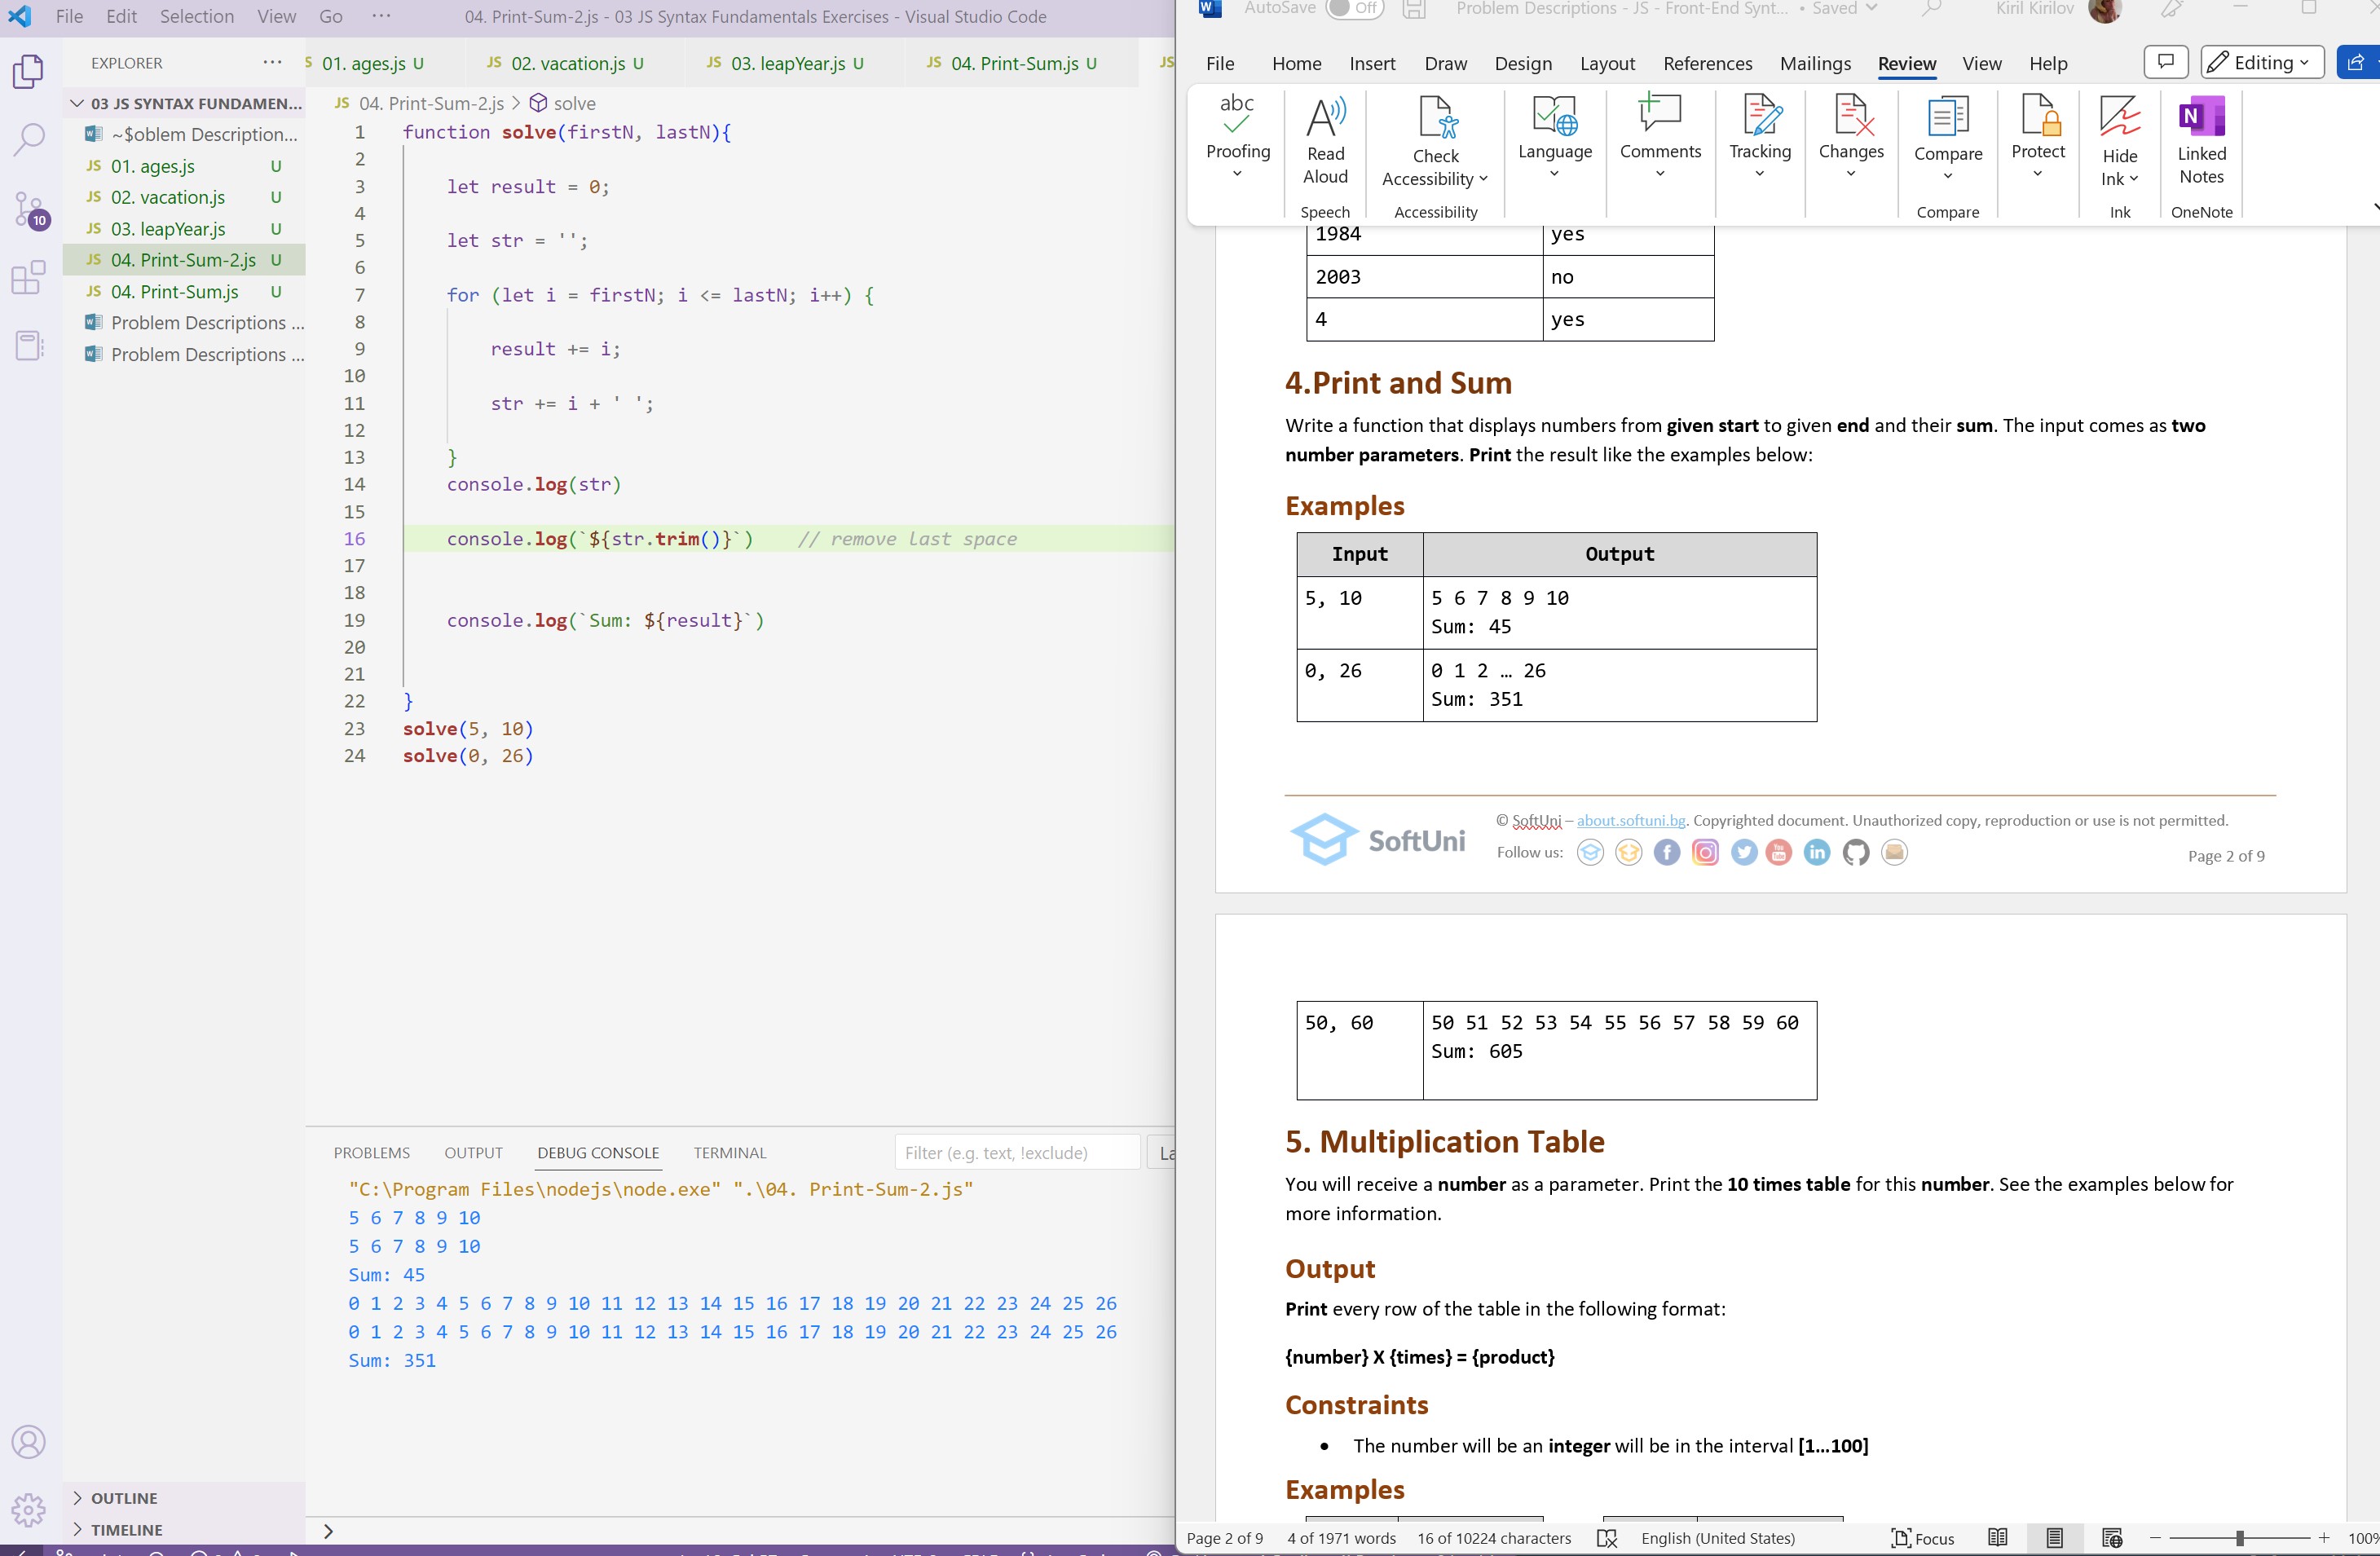 File Edit Selection View Go ··· 04. Print-Sum-2.js - 03 JS Syntax Fundamentals Exercises - Visual Studio Code
EXPLORER ···
03 JS SYNTAX FUNDAMEN...
~$oblem Description...
JS 01. ages.js U
JS 02. vacation.js U
JS 03. leapYear.js U
JS 04. Print-Sum-2.js U
JS 04. Print-Sum.js U
Problem Descriptions ...
Problem Descriptions ...
10
OUTLINE
TIMELINE
S 01. ages.js U JS 02. vacation.js U JS 03. leapYear.js U JS 04. Print-Sum.js U JS
JS 04. Print-Sum-2.js > solve
1 function solve(firstN, lastN){
2
3 let result = 0;
4
5 let str = '';
6
7 for (let i = firstN; i <= lastN; i++) {
8
9 result += i;
10
11 str += i + ' ';
12
13 }
14 console.log(str)
15
16 console.log(`${str.trim()}`) // remove last space
17
18
19 console.log(`Sum: ${result}`)
20
21
22 }
23 solve(5, 10)
24 solve(0, 26)
PROBLEMS OUTPUT DEBUG CONSOLE TERMINAL Filter (e.g. text, !exclude) La
"C:\Program Files\nodejs\node.exe" ".\04. Print-Sum-2.js"
5 6 7 8 9 10
5 6 7 8 9 10
Sum: 45
0 1 2 3 4 5 6 7 8 9 10 11 12 13 14 15 16 17 18 19 20 21 22 23 24 25 26
0 1 2 3 4 5 6 7 8 9 10 11 12 13 14 15 16 17 18 19 20 21 22 23 24 25 26
Sum: 351
>
AutoSave Off Problem Descriptions - JS - Front-End Synt... • Saved Kiril Kirilov
File Home Insert Draw Design Layout References Mailings Review View Help Editing
abc
Proofing
Read Aloud
Speech
Check Accessibility
Accessibility
Language
Comments
Tracking
Changes
Compare
Compare
Protect
Hide Ink
Ink
N
Linked Notes
OneNote
1984 yes
2003 no
4 yes
4.Print and Sum
Write a function that displays numbers from given start to given end and their sum. The input comes as two
number parameters. Print the result like the examples below:
Examples
Input Output
5, 10 5 6 7 8 9 10
Sum: 45
0, 26 0 1 2 … 26
Sum: 351
SoftUni
© SoftUni – about.softuni.bg. Copyrighted document. Unauthorized copy, reproduction or use is not permitted.
Follow us:
Page 2 of 9
50, 60 50 51 52 53 54 55 56 57 58 59 60
Sum: 605
5. Multiplication Table
You will receive a number as a parameter. Print the 10 times table for this number. See the examples below for
more information.
Output
Print every row of the table in the following format:
{number} X {times} = {product}
Constraints
• The number will be an integer will be in the interval [1…100]
Examples
Page 2 of 9 4 of 1971 words 16 of 10224 characters English (United States) Focus 100%